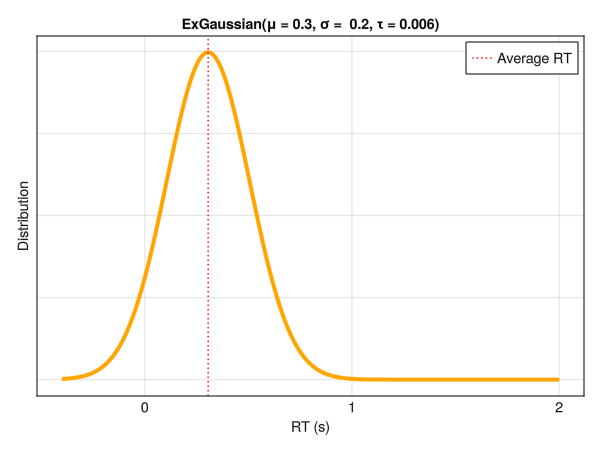 ExGaussian(μ = 0.3, σ =  0.2, τ = 0.006)
Average RT
Distribution
0
1
2
RT (s)